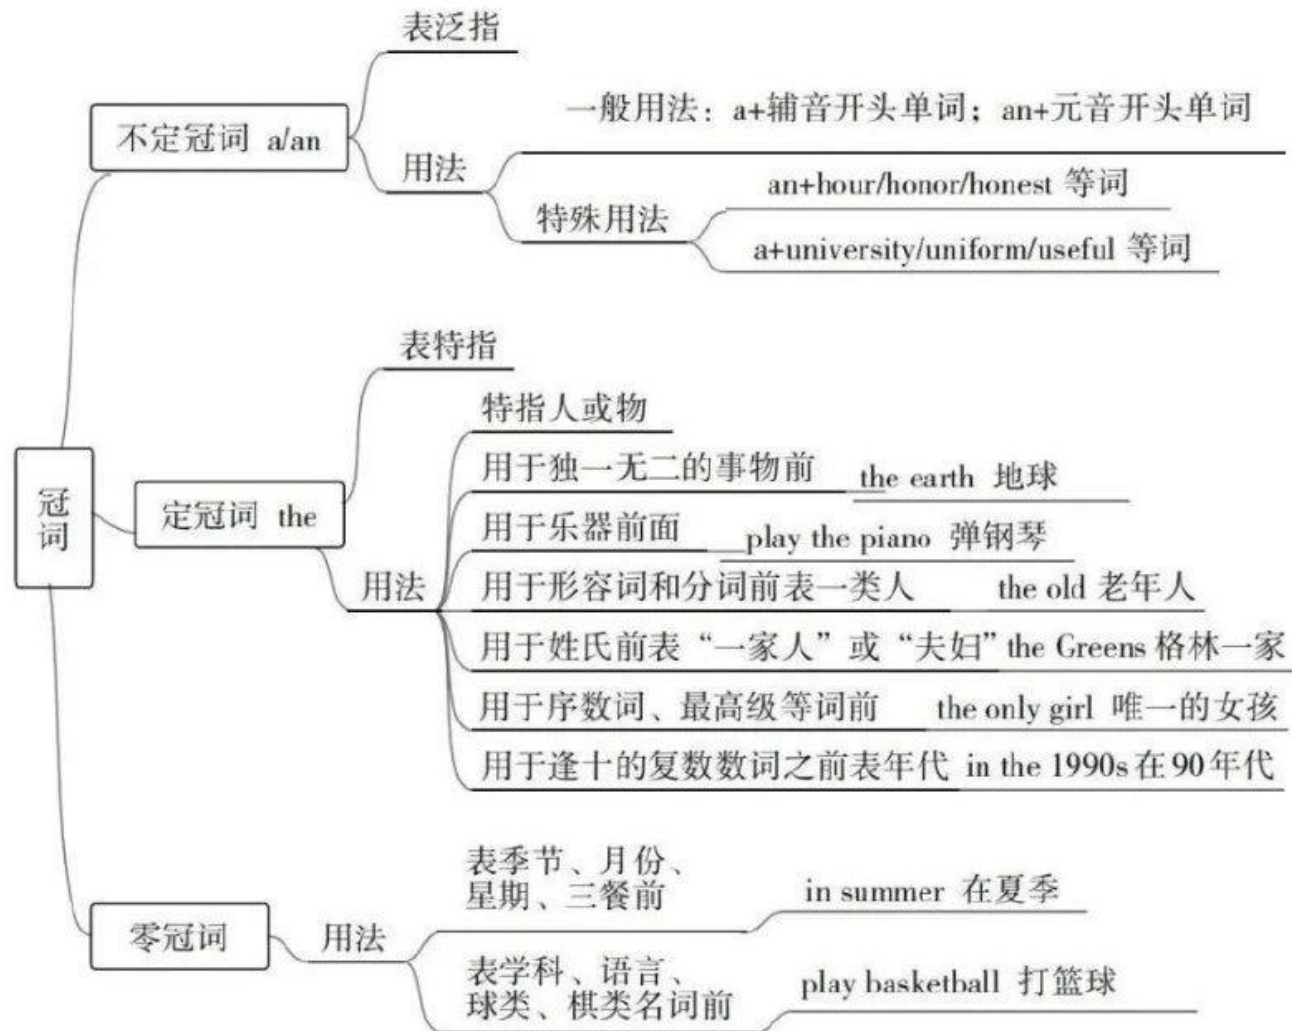 冠词
不定冠词 a/an
表泛指
用法
一般用法：a+辅音开头单词；an+元音开头单词
特殊用法
an+hour/honor/honest 等词
a+university/uniform/useful 等词
定冠词 the
表特指
用法
特指人或物
用于独一无二的事物前 the earth 地球
用于乐器前面 play the piano 弹钢琴
用于形容词和分词前表一类人 the old 老年人
用于姓氏前表“一家人”或“夫妇” the Greens 格林一家
用于序数词、最高级等词前 the only girl 唯一的女孩
用于逢十的复数数词之前表年代 in the 1990s 在90年代
零冠词
用法
表季节、月份、
星期、三餐前
in summer 在夏季
表学科、语言、
球类、棋类名词前
play basketball 打篮球